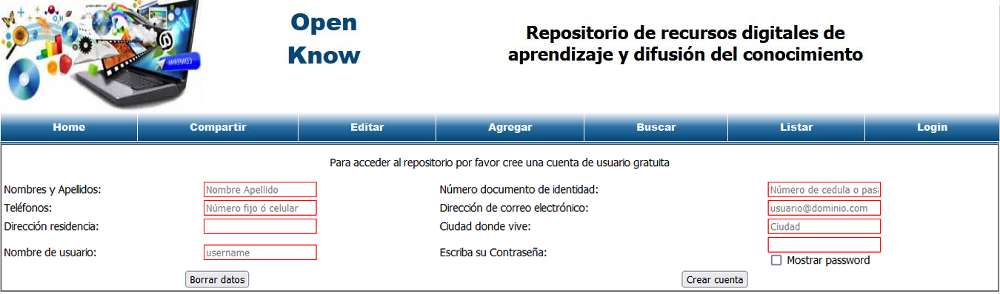 Open
Know
Repositorio de recursos digitales de
aprendizaje y difusión del conocimiento
Home Compartir Editar Agregar Buscar Listar Login
Para acceder al repositorio por favor cree una cuenta de usuario gratuita
Nombres y Apellidos: Nombre Apellido Número documento de identidad: Número de cedula o pasa
Teléfonos: Número fijo ó celular Dirección de correo electrónico: usuario@dominio.com
Dirección residencia: Ciudad donde vive: Ciudad
Nombre de usuario: username Escriba su Contraseña:
Mostrar password
Borrar datos Crear cuenta